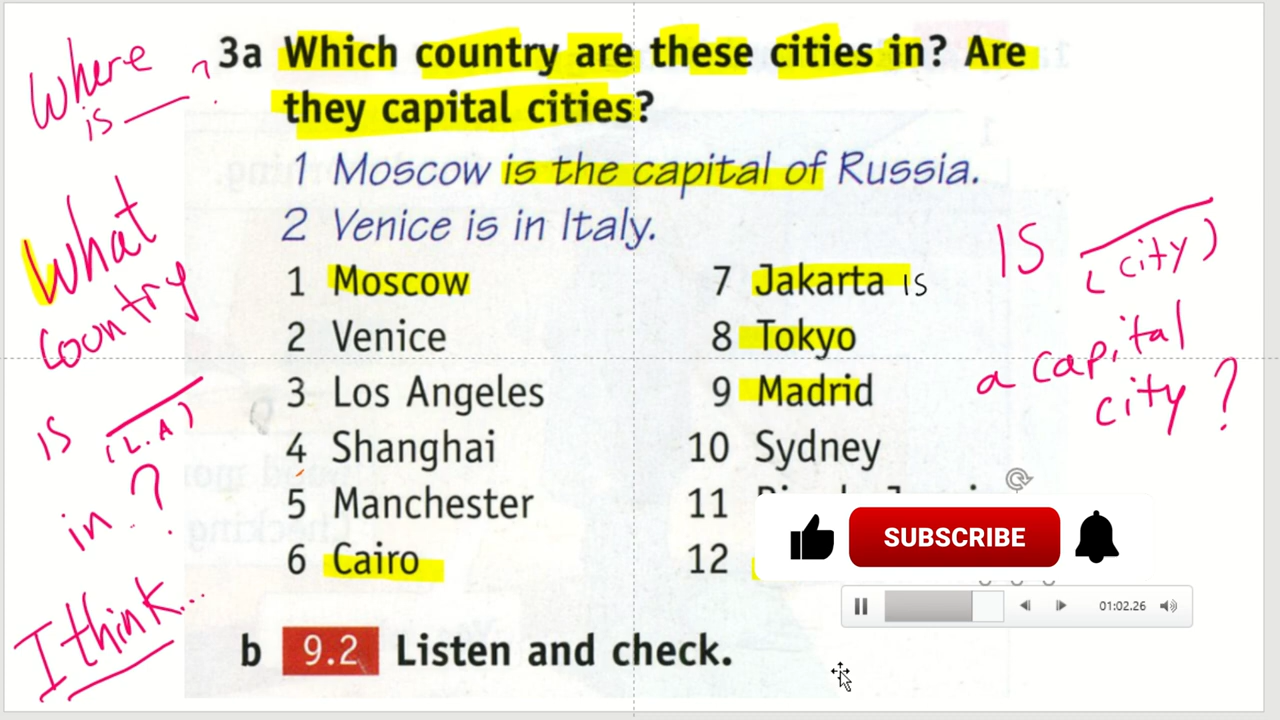 3a Which country are these cities in? Are
they capital cities?
1 Moscow is the capital of Russia.
2 Venice is in Italy.
1 Moscow
2 Venice
3 Los Angeles
4 Shanghai
5 Manchester
6 Cairo
7 Jakarta IS
8 Tokyo
9 Madrid
10 Sydney
11
12
b 9.2 Listen and check.
Where
is ___ ?
What
country
is ___
(L.A)
in ?
I think...
IS ___
(city)
a capital
city?
SUBSCRIBE
01:02.26